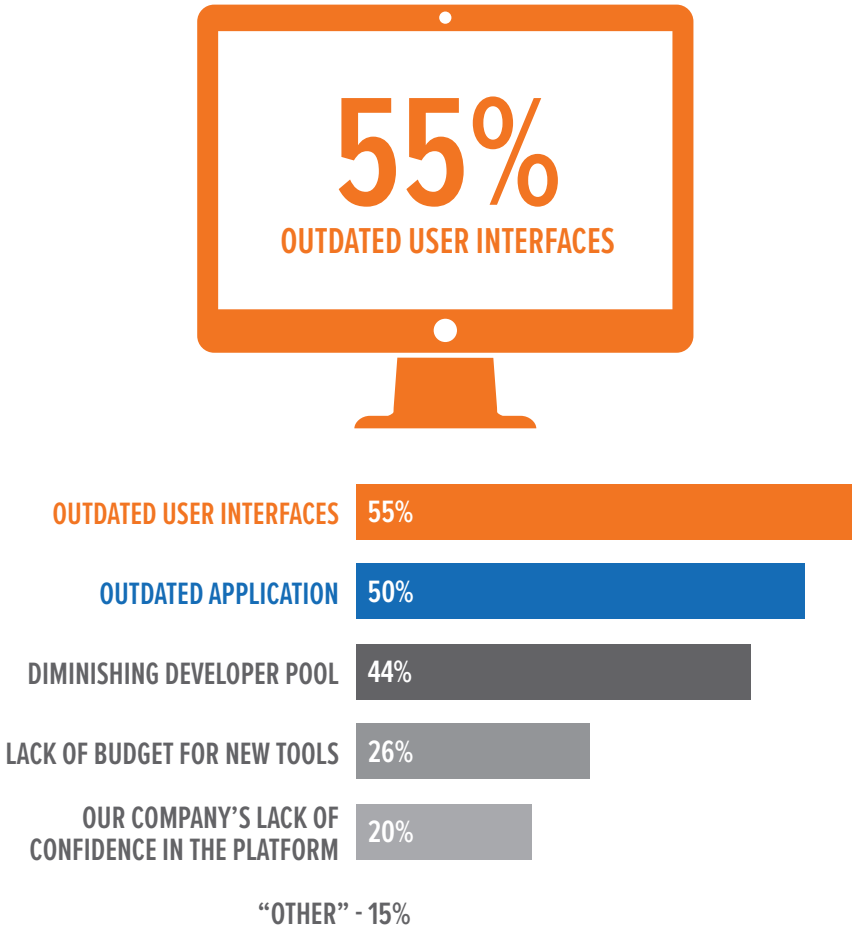 55%
OUTDATED USER INTERFACES
OUTDATED USER INTERFACES 55%
OUTDATED APPLICATION 50%
DIMINISHING DEVELOPER POOL 44%
LACK OF BUDGET FOR NEW TOOLS 26%
OUR COMPANY’S LACK OF
CONFIDENCE IN THE PLATFORM 20%
“OTHER” - 15%